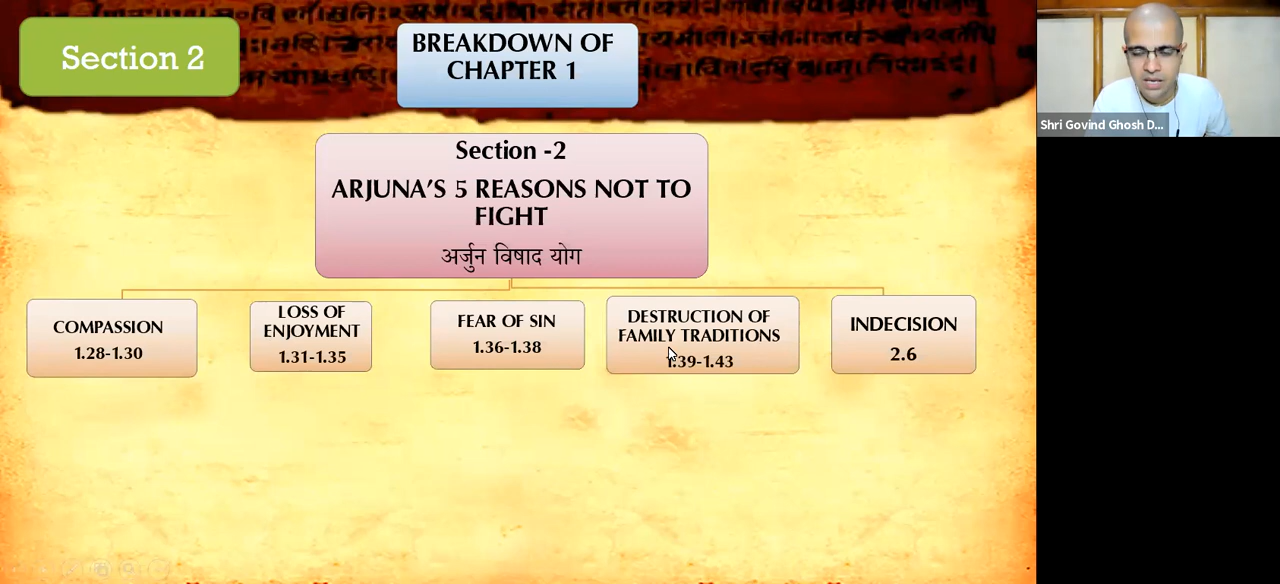 Section 2
BREAKDOWN OF
CHAPTER 1
Shri Govind Ghosh D...
Section -2
ARJUNA'S 5 REASONS NOT TO
FIGHT
अर्जुन विषाद योग
COMPASSION
1.28-1.30
LOSS OF
ENJOYMENT
1.31-1.35
FEAR OF SIN
1.36-1.38
DESTRUCTION OF
FAMILY TRADITIONS
1.39-1.43
INDECISION
2.6